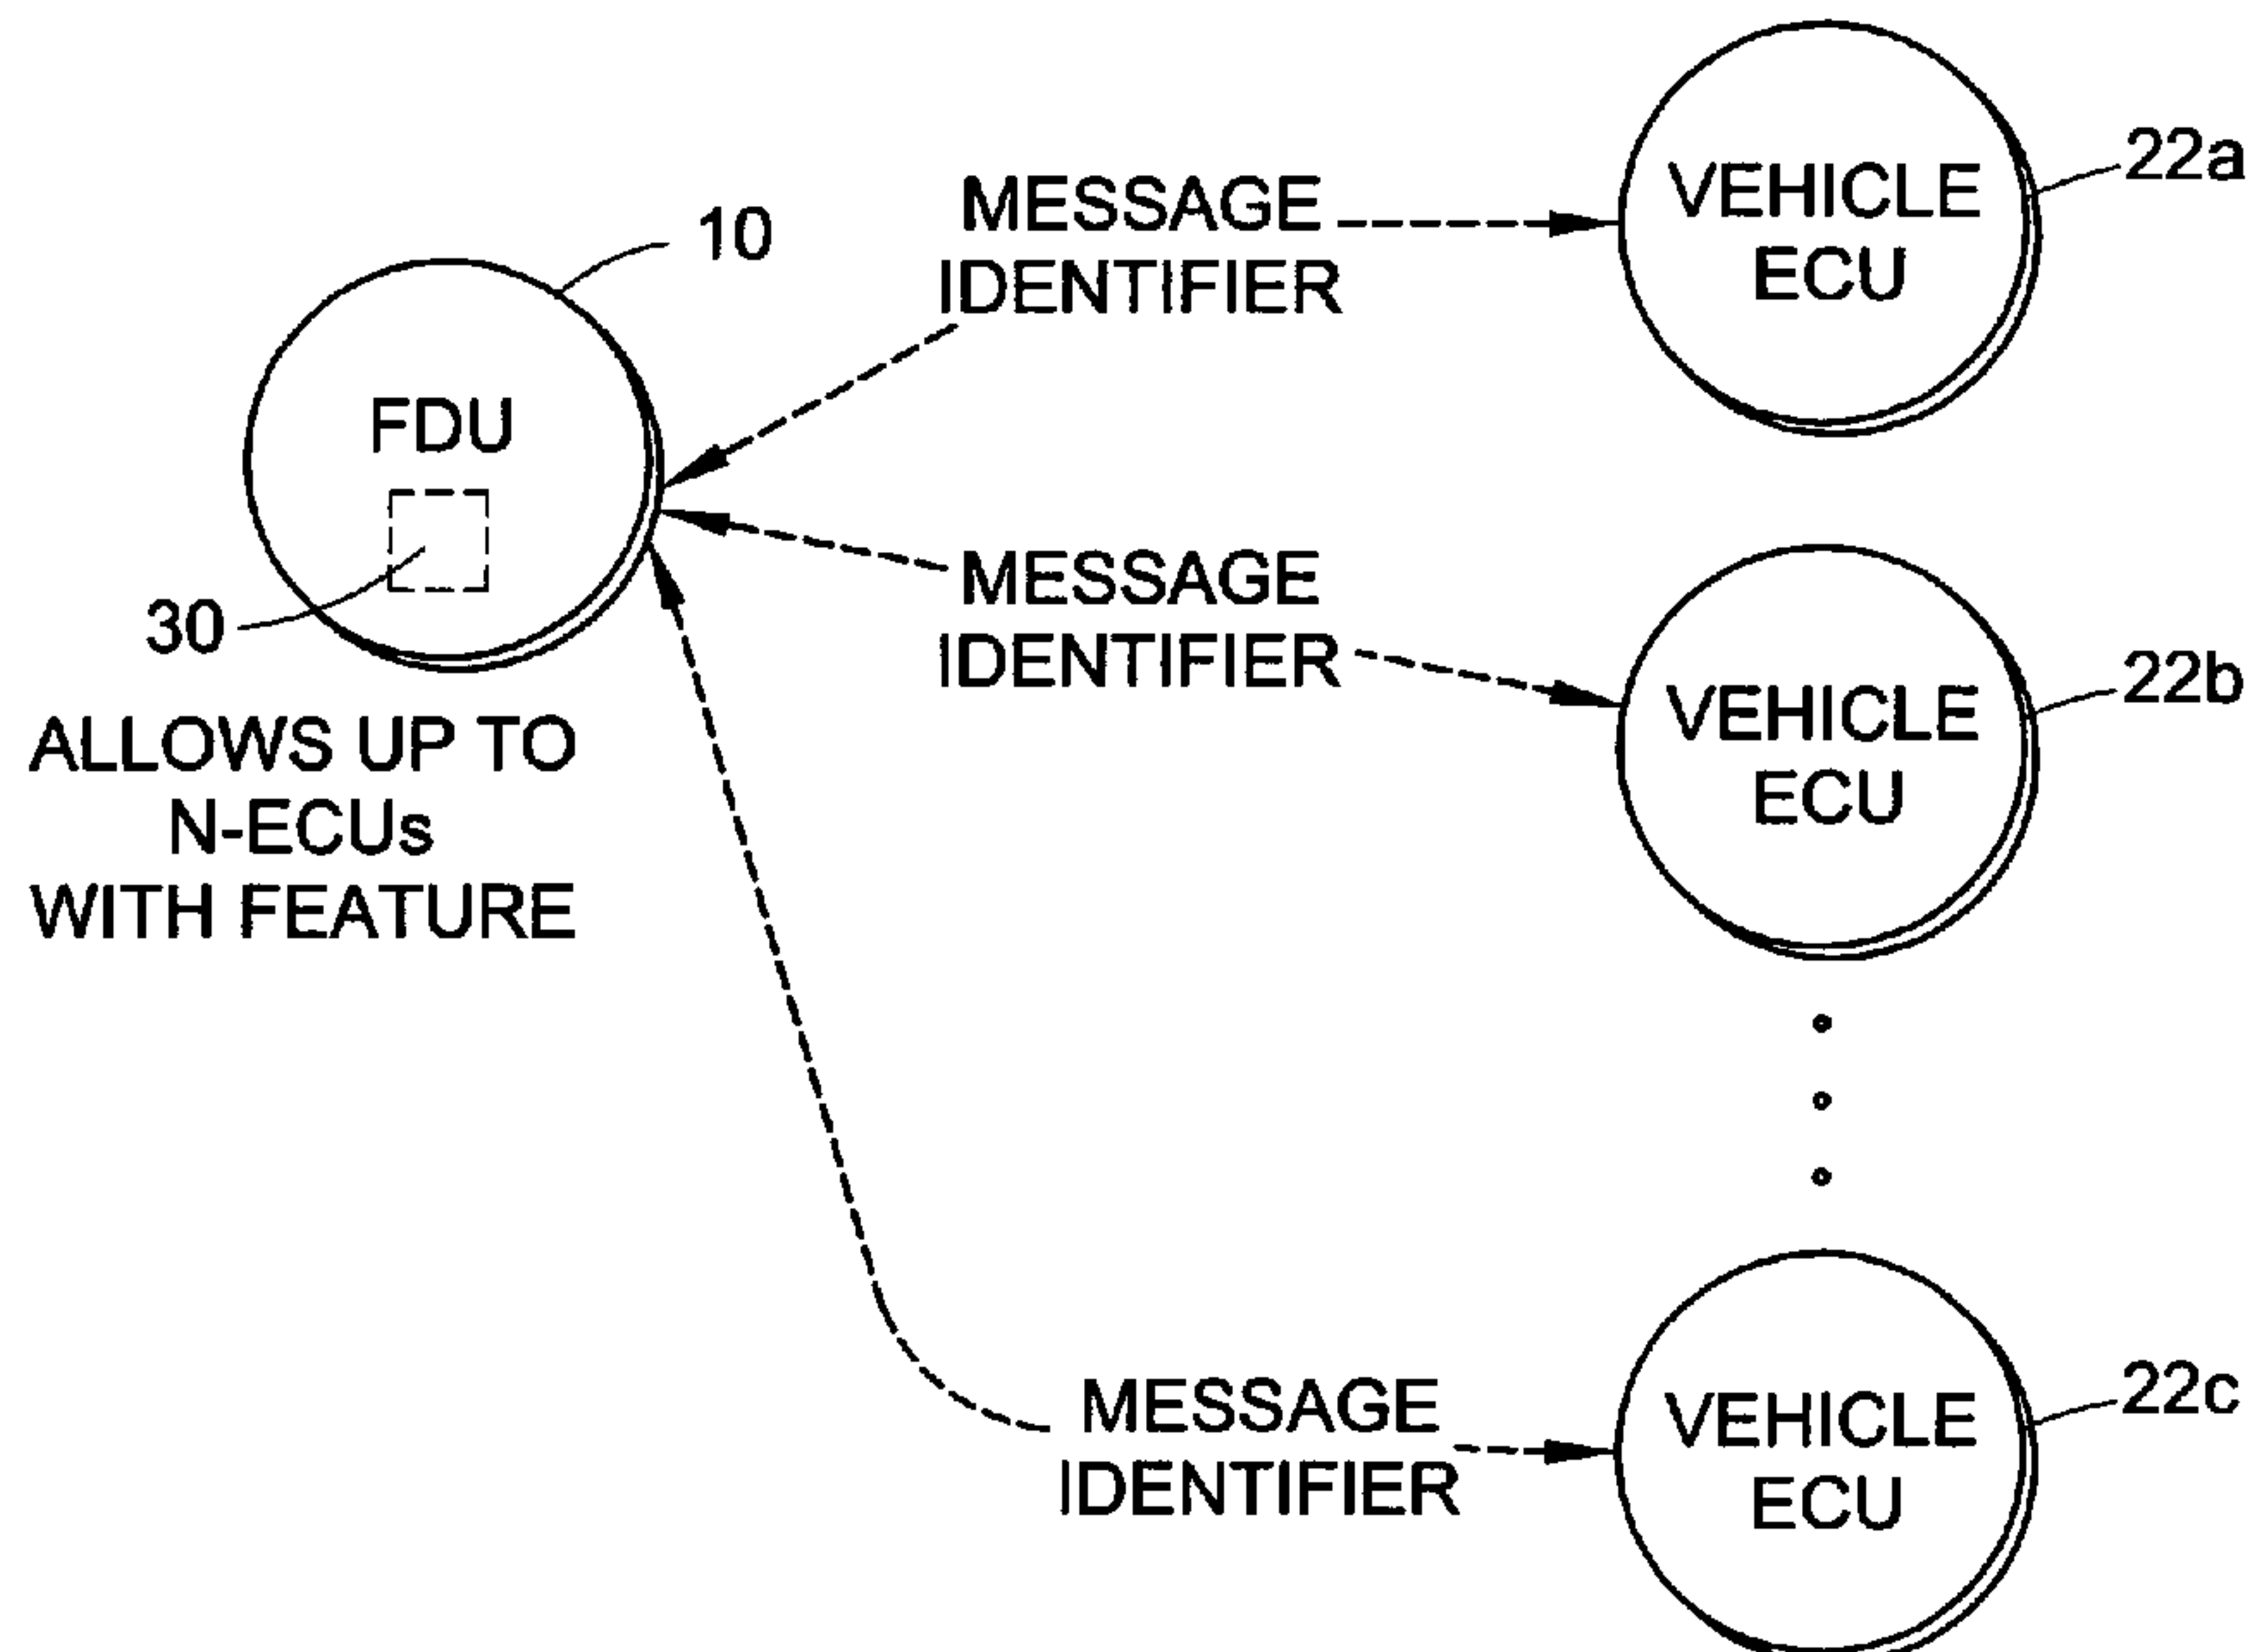 10
FDU
30
ALLOWS UP TO
N-ECUs
WITH FEATURE
MESSAGE
IDENTIFIER
VEHICLE
ECU
22a
MESSAGE
IDENTIFIER
VEHICLE
ECU
22b
MESSAGE
IDENTIFIER
VEHICLE
ECU
22c